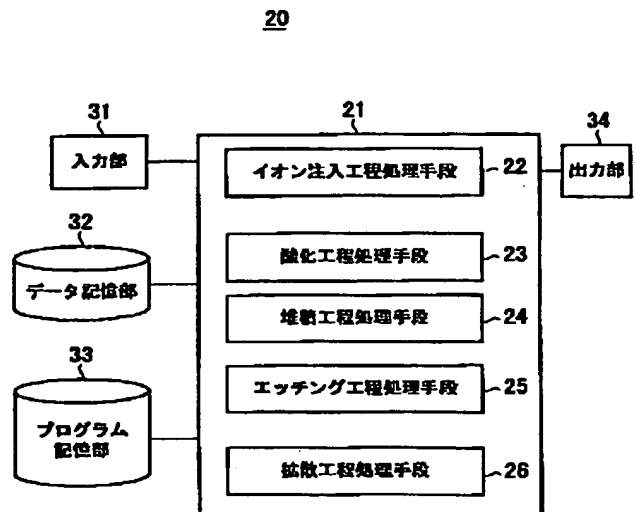 20
31
入力部
21
34
出力部
イオン注入工程処理手段
22
32
データ記憶部
酸化工程処理手段
23
堆積工程処理手段
24
33
プログラム
記憶部
エッチング工程処理手段
25
拡散工程処理手段
26